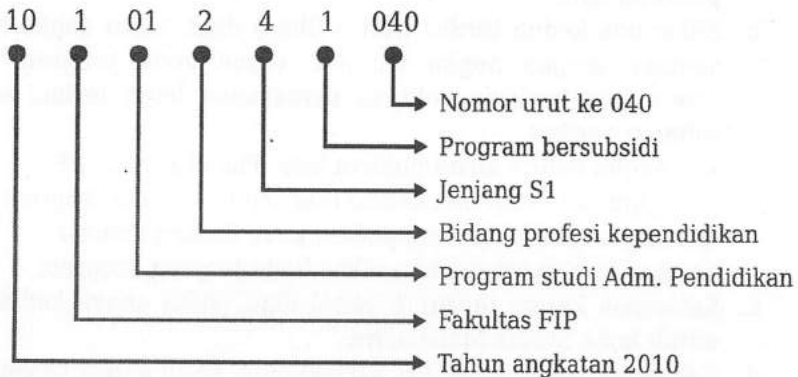 10 1 01 2 4 1 040
Nomor urut ke 040
Program bersubsidi
Jenjang S1
Bidang profesi kependidikan
Program studi Adm. Pendidikan
Fakultas FIP
Tahun angkatan 2010